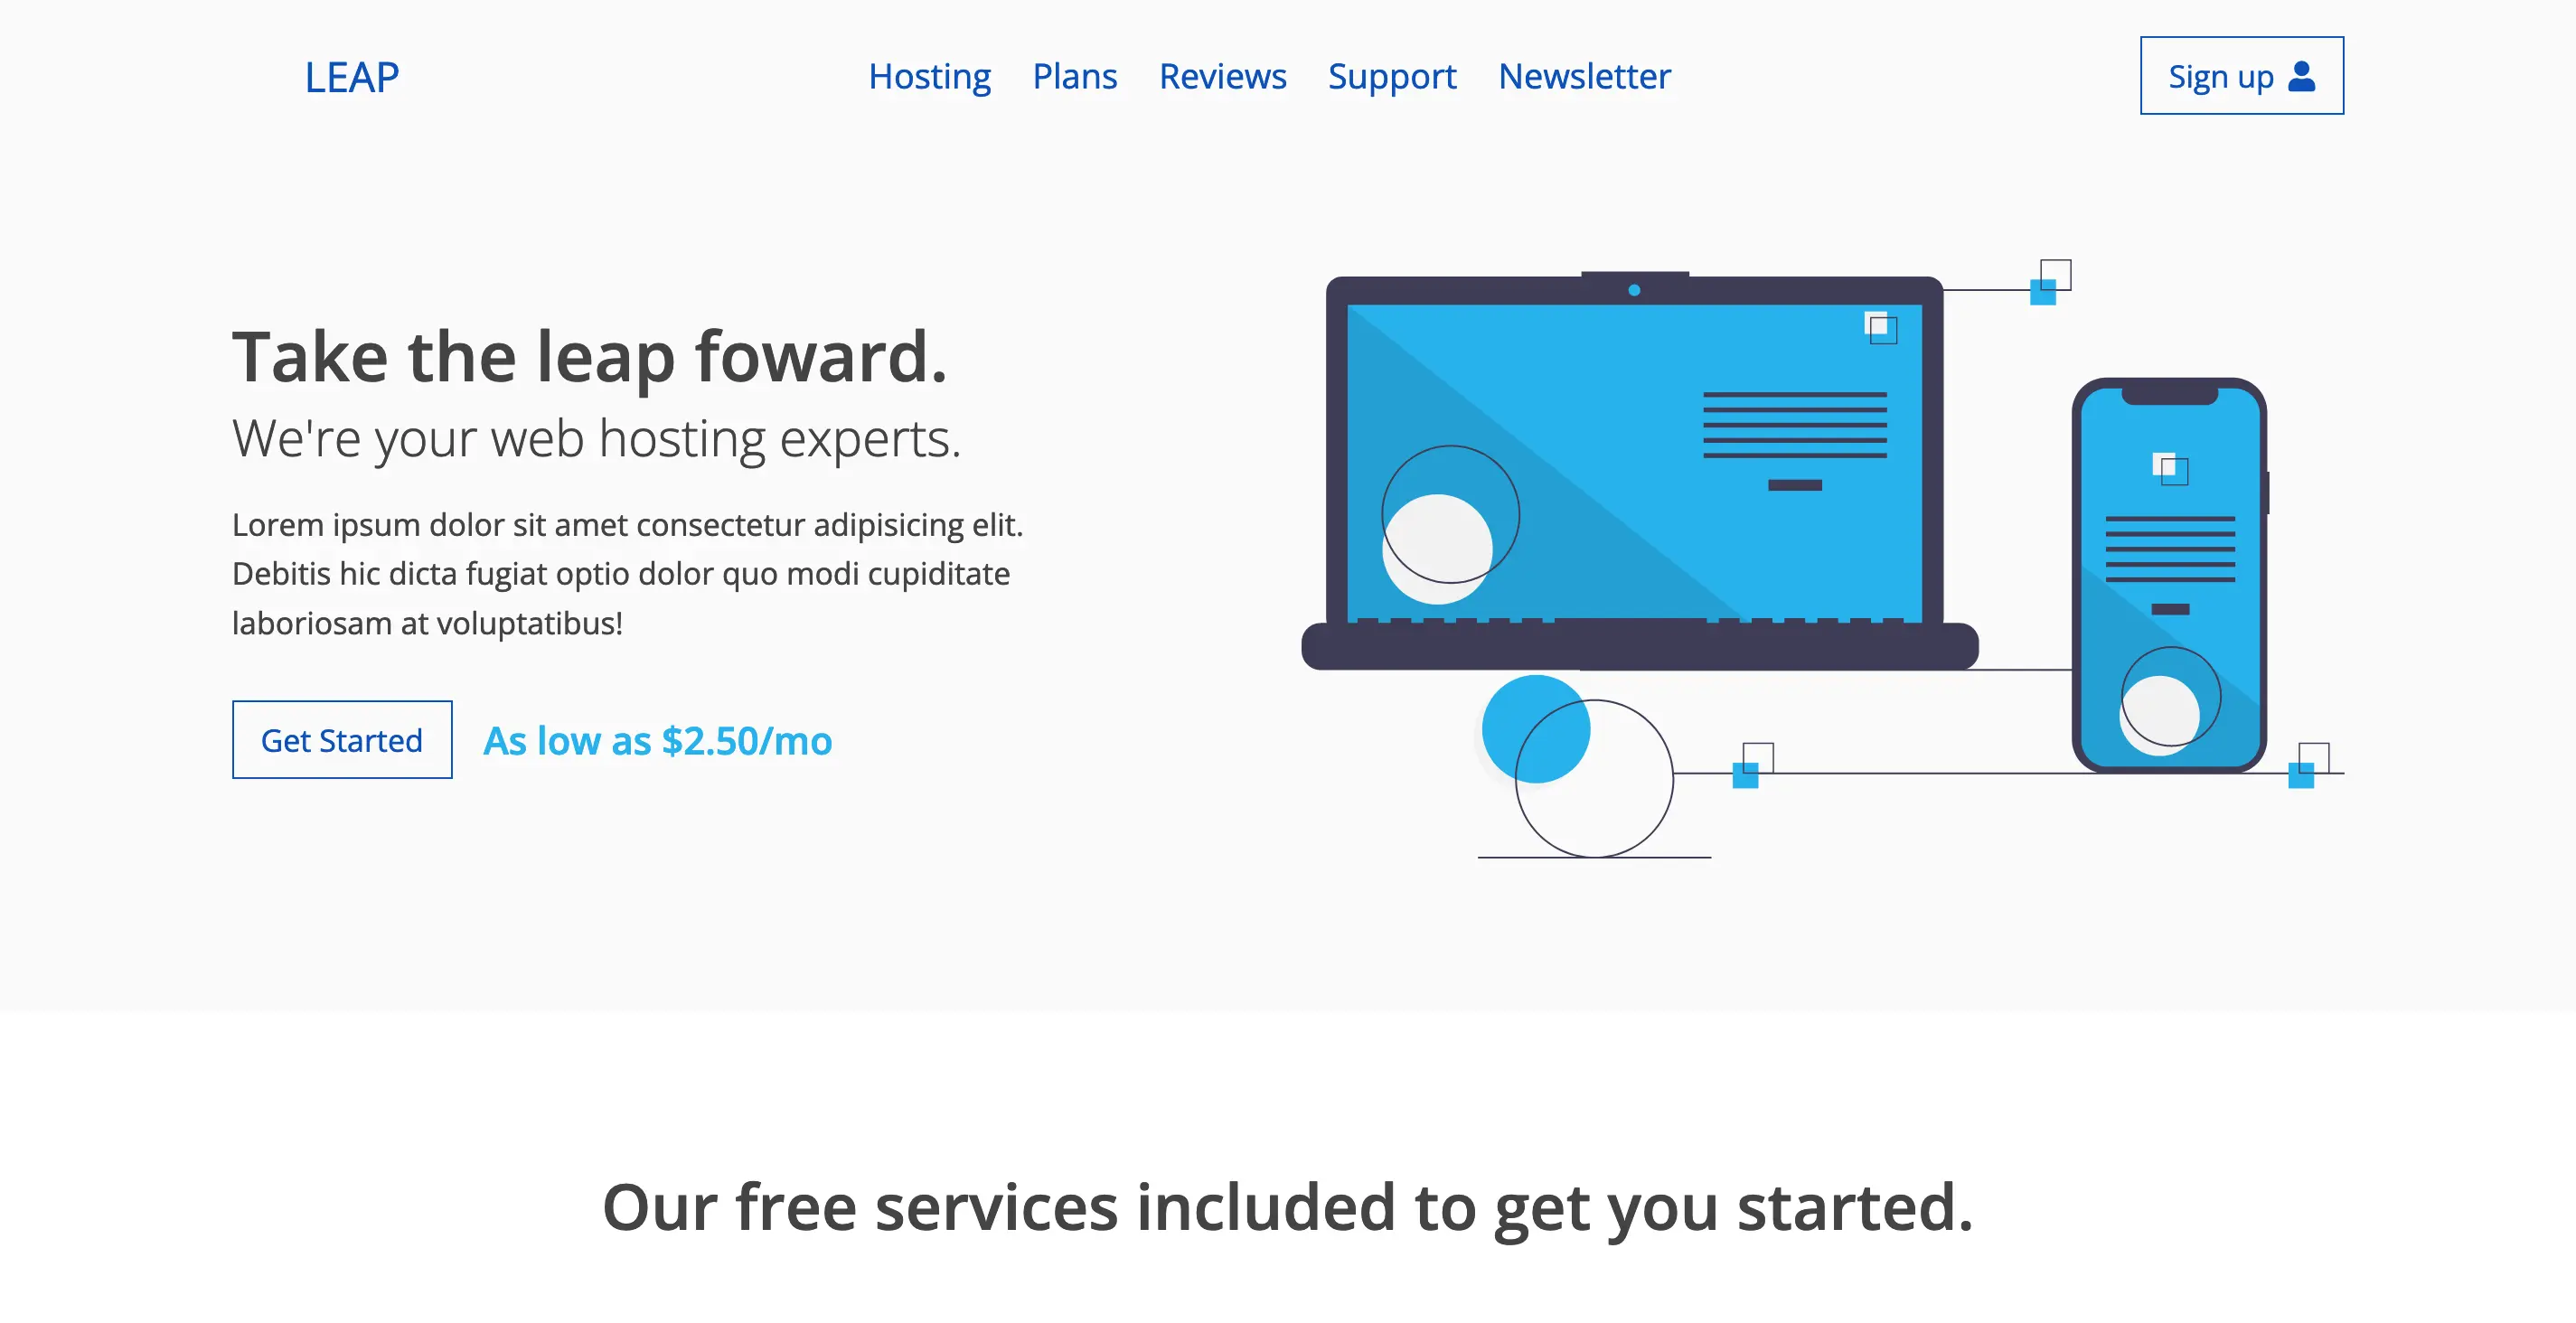 LEAP
Hosting Plans Reviews Support Newsletter
Sign up
Take the leap foward.
We're your web hosting experts.
Lorem ipsum dolor sit amet consectetur adipisicing elit.
Debitis hic dicta fugiat optio dolor quo modi cupiditate
laboriosam at voluptatibus!
Get Started
As low as $2.50/mo
Our free services included to get you started.